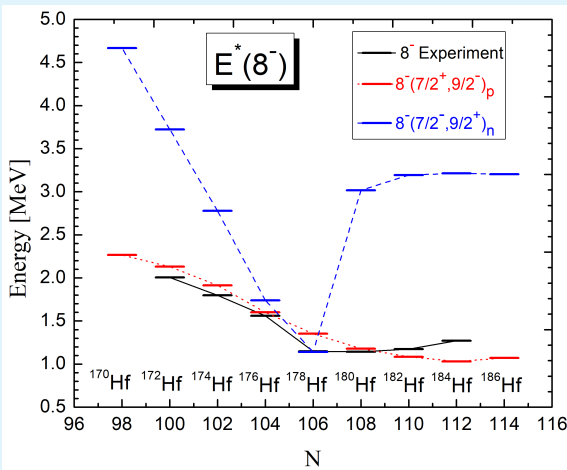 E*(8⁻)
8⁻ Experiment
8⁻(7/2⁺,9/2⁻)ₚ
8⁻(7/2⁻,9/2⁺)ₙ
Energy [MeV]
5.0
4.5
4.0
3.5
3.0
2.5
2.0
1.5
1.0
0.5
¹⁷⁰Hf ¹⁷²Hf ¹⁷⁴Hf ¹⁷⁶Hf ¹⁷⁸Hf ¹⁸⁰Hf ¹⁸²Hf ¹⁸⁴Hf ¹⁸⁶Hf
96 98 100 102 104 106 108 110 112 114 116
N